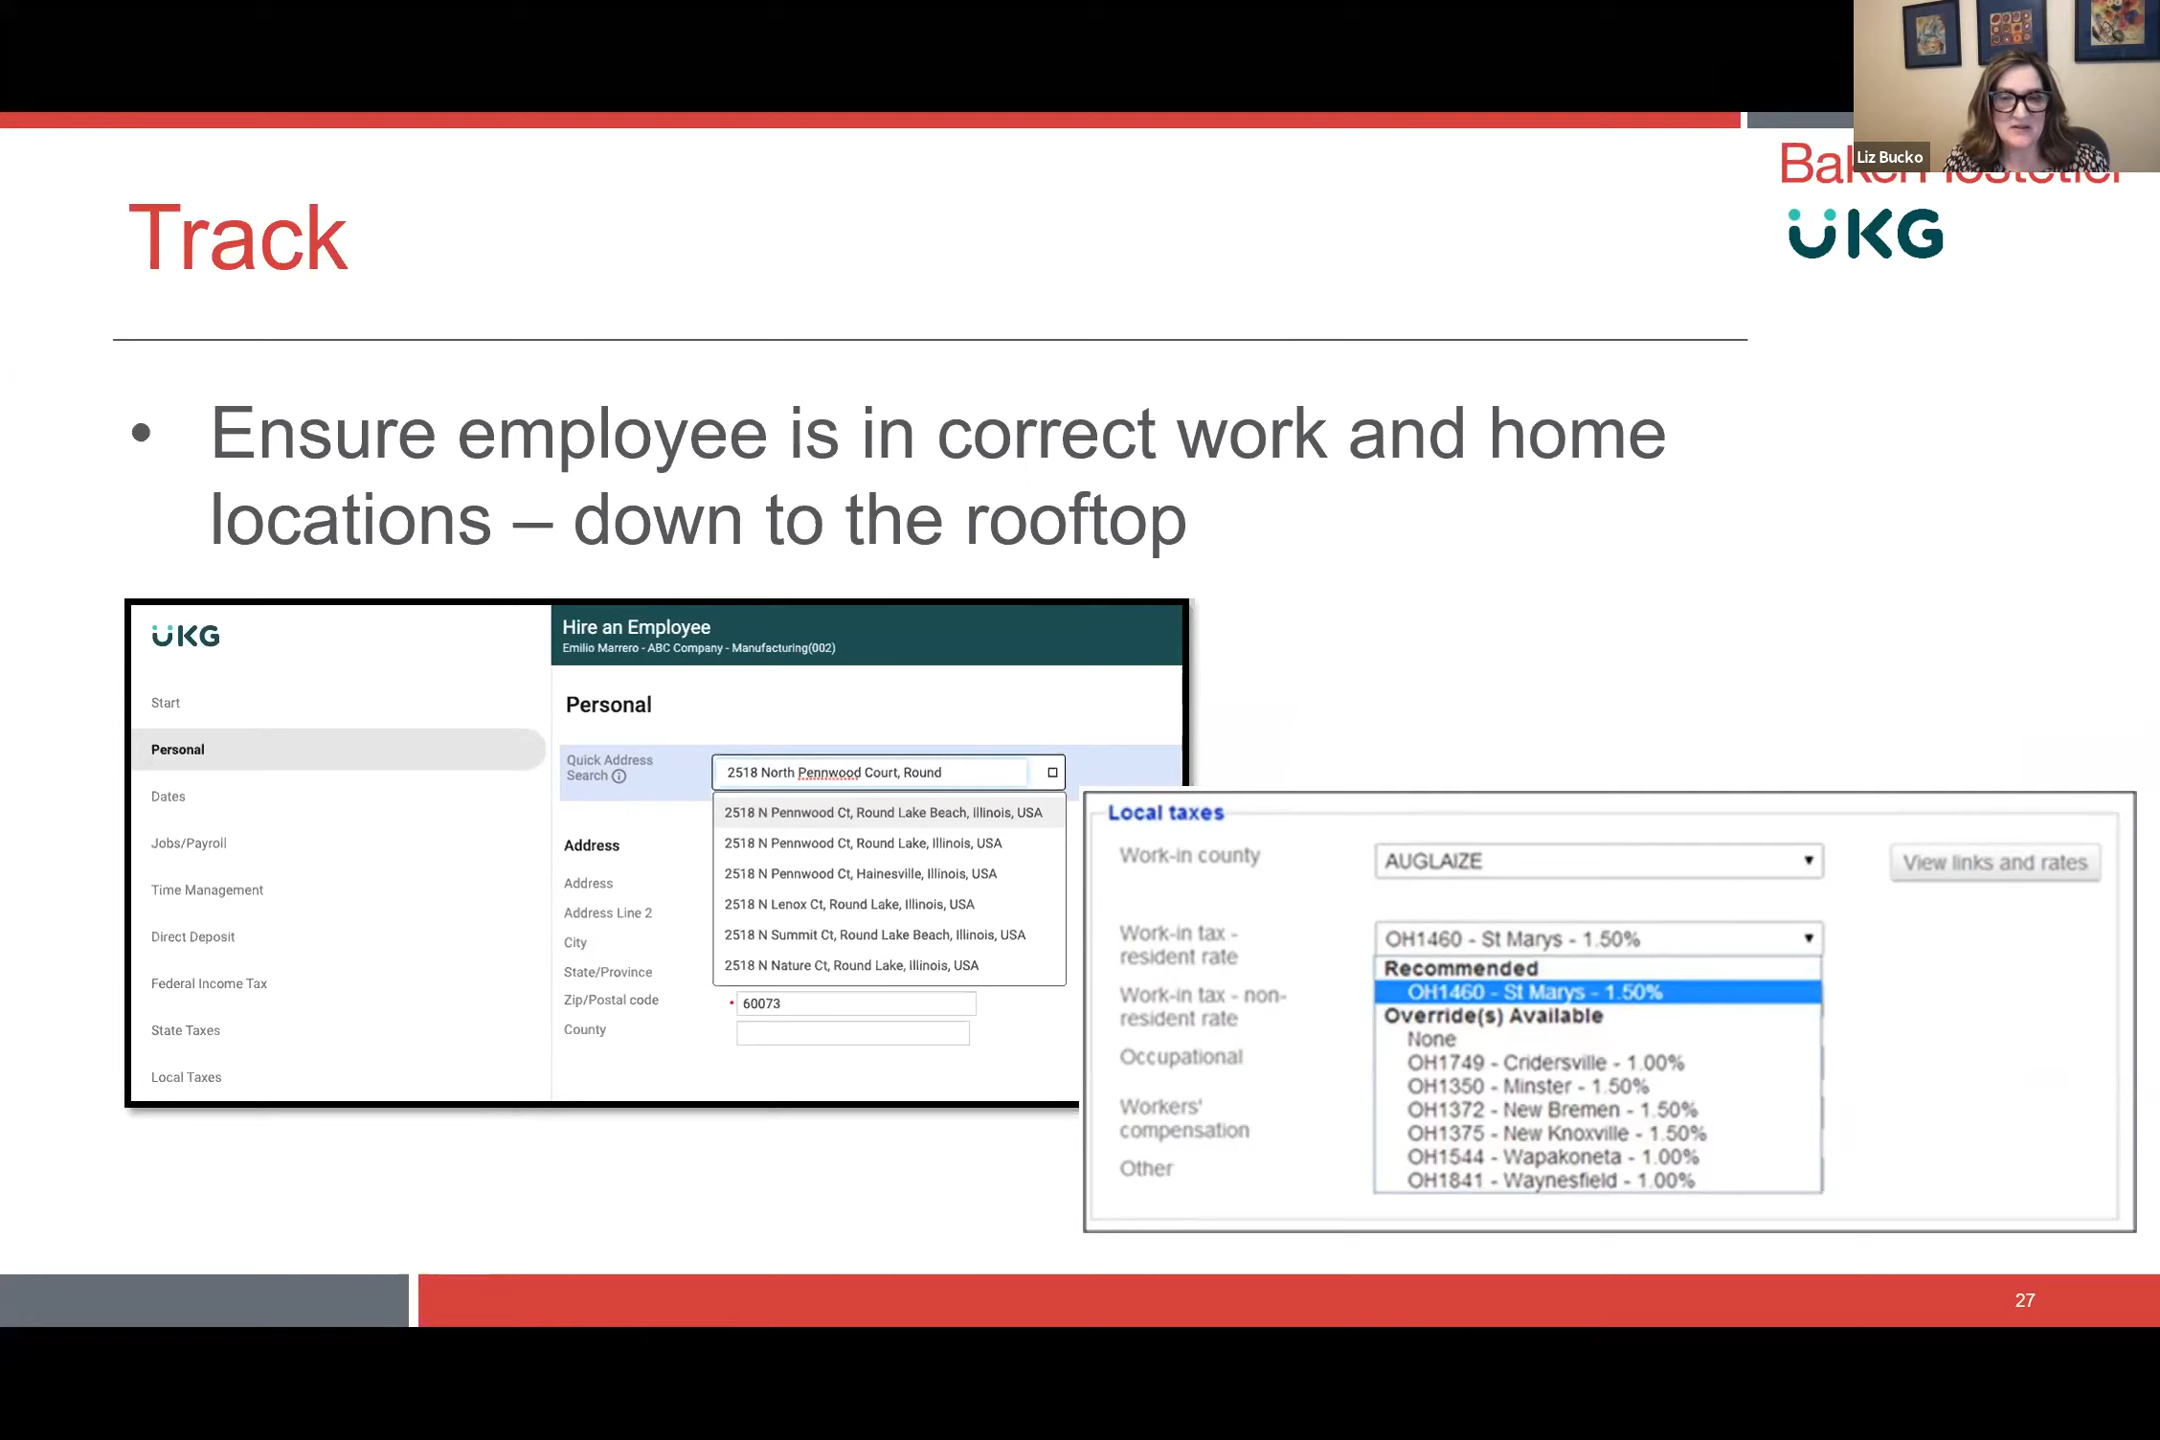 Liz Bucko
UKG
Track
• Ensure employee is in correct work and home
locations – down to the rooftop
UKG
Start
Personal
Dates
Jobs/Payroll
Time Management
Direct Deposit
Federal Income Tax
State Taxes
Local Taxes
Hire an Employee
Emilio Marrero - ABC Company - Manufacturing(002)
Personal
Quick Address
Search
2518 North Pennwood Court, Round
2518 N Pennwood Ct, Round Lake Beach, Illinois, USA
2518 N Pennwood Ct, Round Lake, Illinois, USA
2518 N Pennwood Ct, Hainesville, Illinois, USA
2518 N Lenox Ct, Round Lake, Illinois, USA
2518 N Summit Ct, Round Lake Beach, Illinois, USA
2518 N Nature Ct, Round Lake, Illinois, USA
Address
Address
Address Line 2
City
State/Province
Zip/Postal code
• 60073
County
Local taxes
Work-in county
AUGLAIZE
View links and rates
Work-in tax -
resident rate
OH1460 - St Marys - 1.50%
Recommended
OH1460 - St Marys - 1.50%
Override(s) Available
None
OH1749 - Cridersville - 1.00%
OH1350 - Minster - 1.50%
OH1372 - New Bremen - 1.50%
OH1375 - New Knoxville - 1.50%
OH1544 - Wapakoneta - 1.00%
OH1841 - Waynesfield - 1.00%
Work-in tax - non-
resident rate
Occupational
Workers'
compensation
Other
27